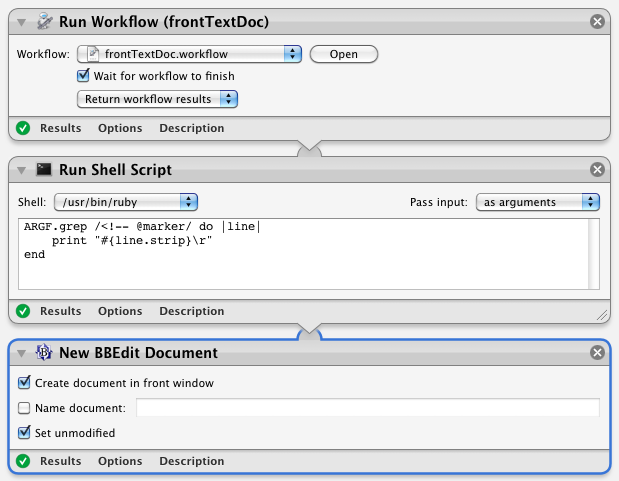 Run Workflow (frontTextDoc)
Workflow: frontTextDoc.workflow Open
Wait for workflow to finish
Return workflow results
Results Options Description
Run Shell Script
Shell: /usr/bin/ruby Pass input: as arguments
ARGF.grep /<!-- @marker/ do |line|
    print "#{line.strip}\r"
end
Results Options Description
New BBEdit Document
Create document in front window
Name document:
Set unmodified
Results Options Description